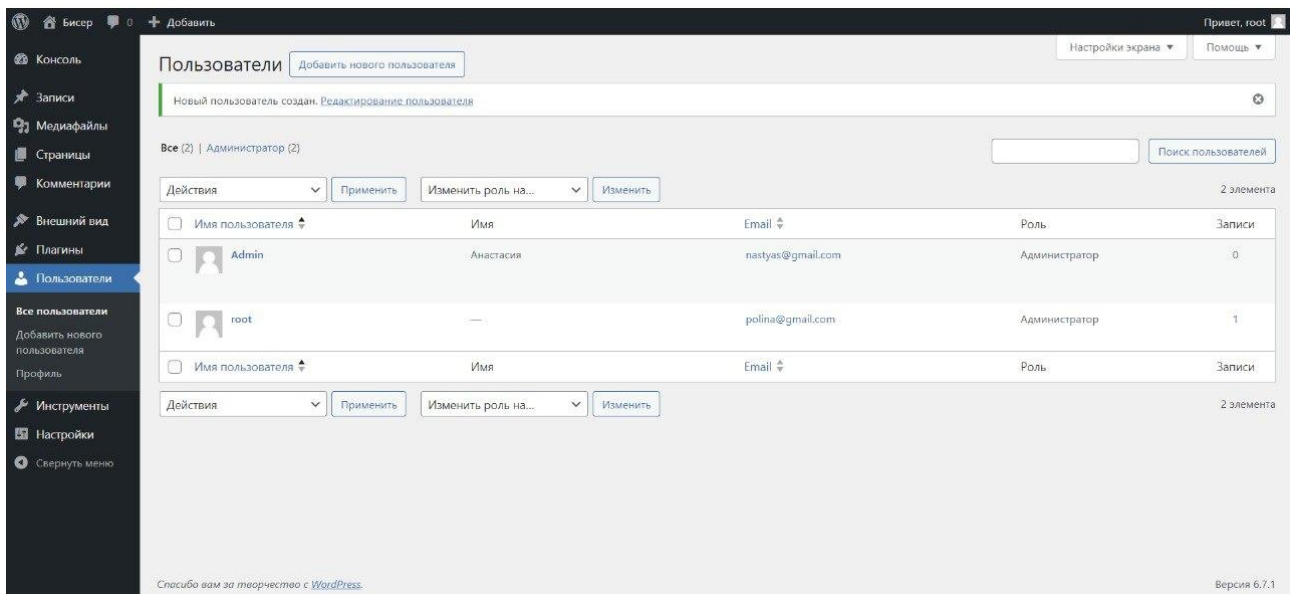 Бисер 0 Добавить Привет, root
Настройки экрана Помощь
Консоль
Записи
Медиафайлы
Страницы
Комментарии
Внешний вид
Плагины
Пользователи
Все пользователи
Добавить нового
пользователя
Профиль
Инструменты
Настройки
Свернуть меню
Пользователи Добавить нового пользователя
Новый пользователь создан. Редактирование пользователя
Все (2) | Администратор (2)
Поиск пользователей
Действия Применить Изменить роль на... Изменить 2 элемента
Имя пользователя Имя Email Роль Записи
Admin Анастасия nastyas@gmail.com Администратор 0
root — polina@gmail.com Администратор 1
Имя пользователя Имя Email Роль Записи
Действия Применить Изменить роль на... Изменить 2 элемента
Спасибо вам за творчество с WordPress. Версия 6.7.1